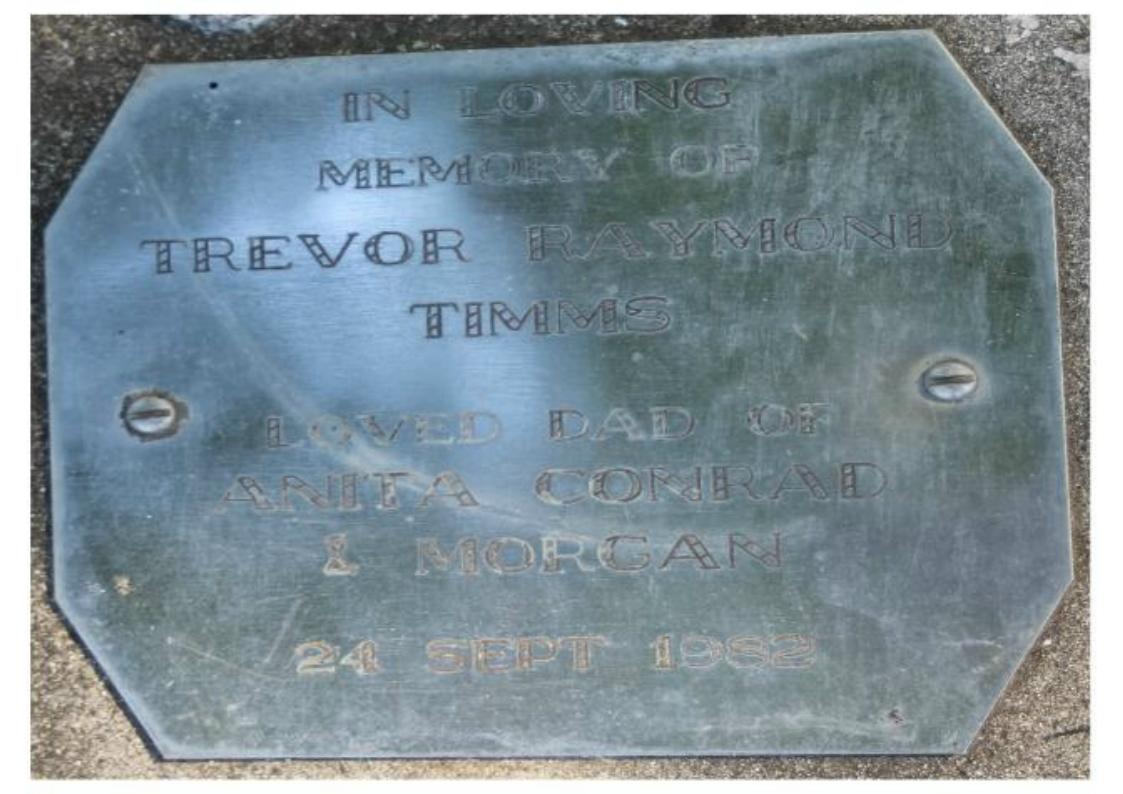 IN LOVING
MEMORY OF
TREVOR RAYMOND
TIMMS
LOVED DAD OF
ANITA CONRAD
& MORGAN
24 SEPT 1982